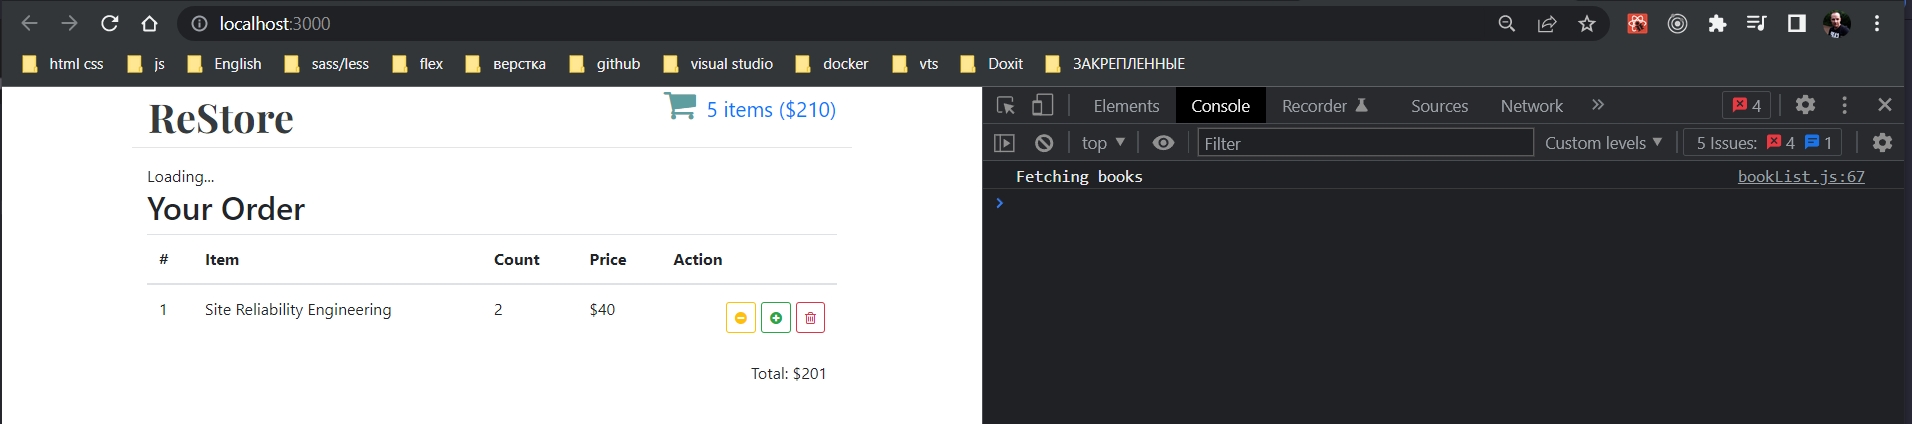 localhost:3000
html css js English sass/less flex верстка github visual studio docker vts Doxit ЗАКРЕПЛЕННЫЕ
ReStore
5 items ($210)
Loading...
Your Order
# Item Count Price Action
1 Site Reliability Engineering 2 $40
Total: $201
Elements Console Recorder Sources Network » 4
top Filter Custom levels 5 Issues: 4 1
Fetching books bookList.js:67